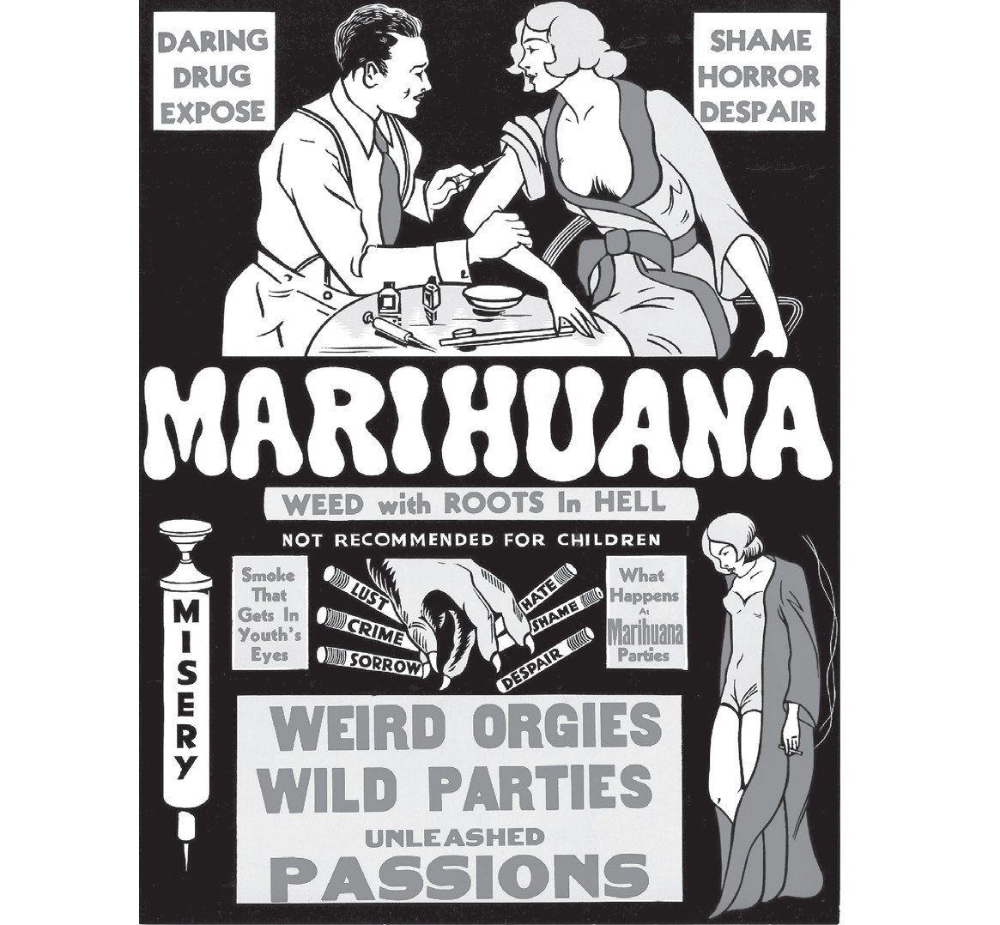 DARING
DRUG
EXPOSE
SHAME
HORROR
DESPAIR
MARIHUANA
WEED with ROOTS In HELL
NOT RECOMMENDED FOR CHILDREN
MISERY
Smoke
That
Gets In
Youth's
Eyes
LUST
CRIME
SORROW
HATE
SHAME
DESPAIR
What
Happens
At
Marihuana
Parties
WEIRD ORGIES
WILD PARTIES
UNLEASHED
PASSIONS